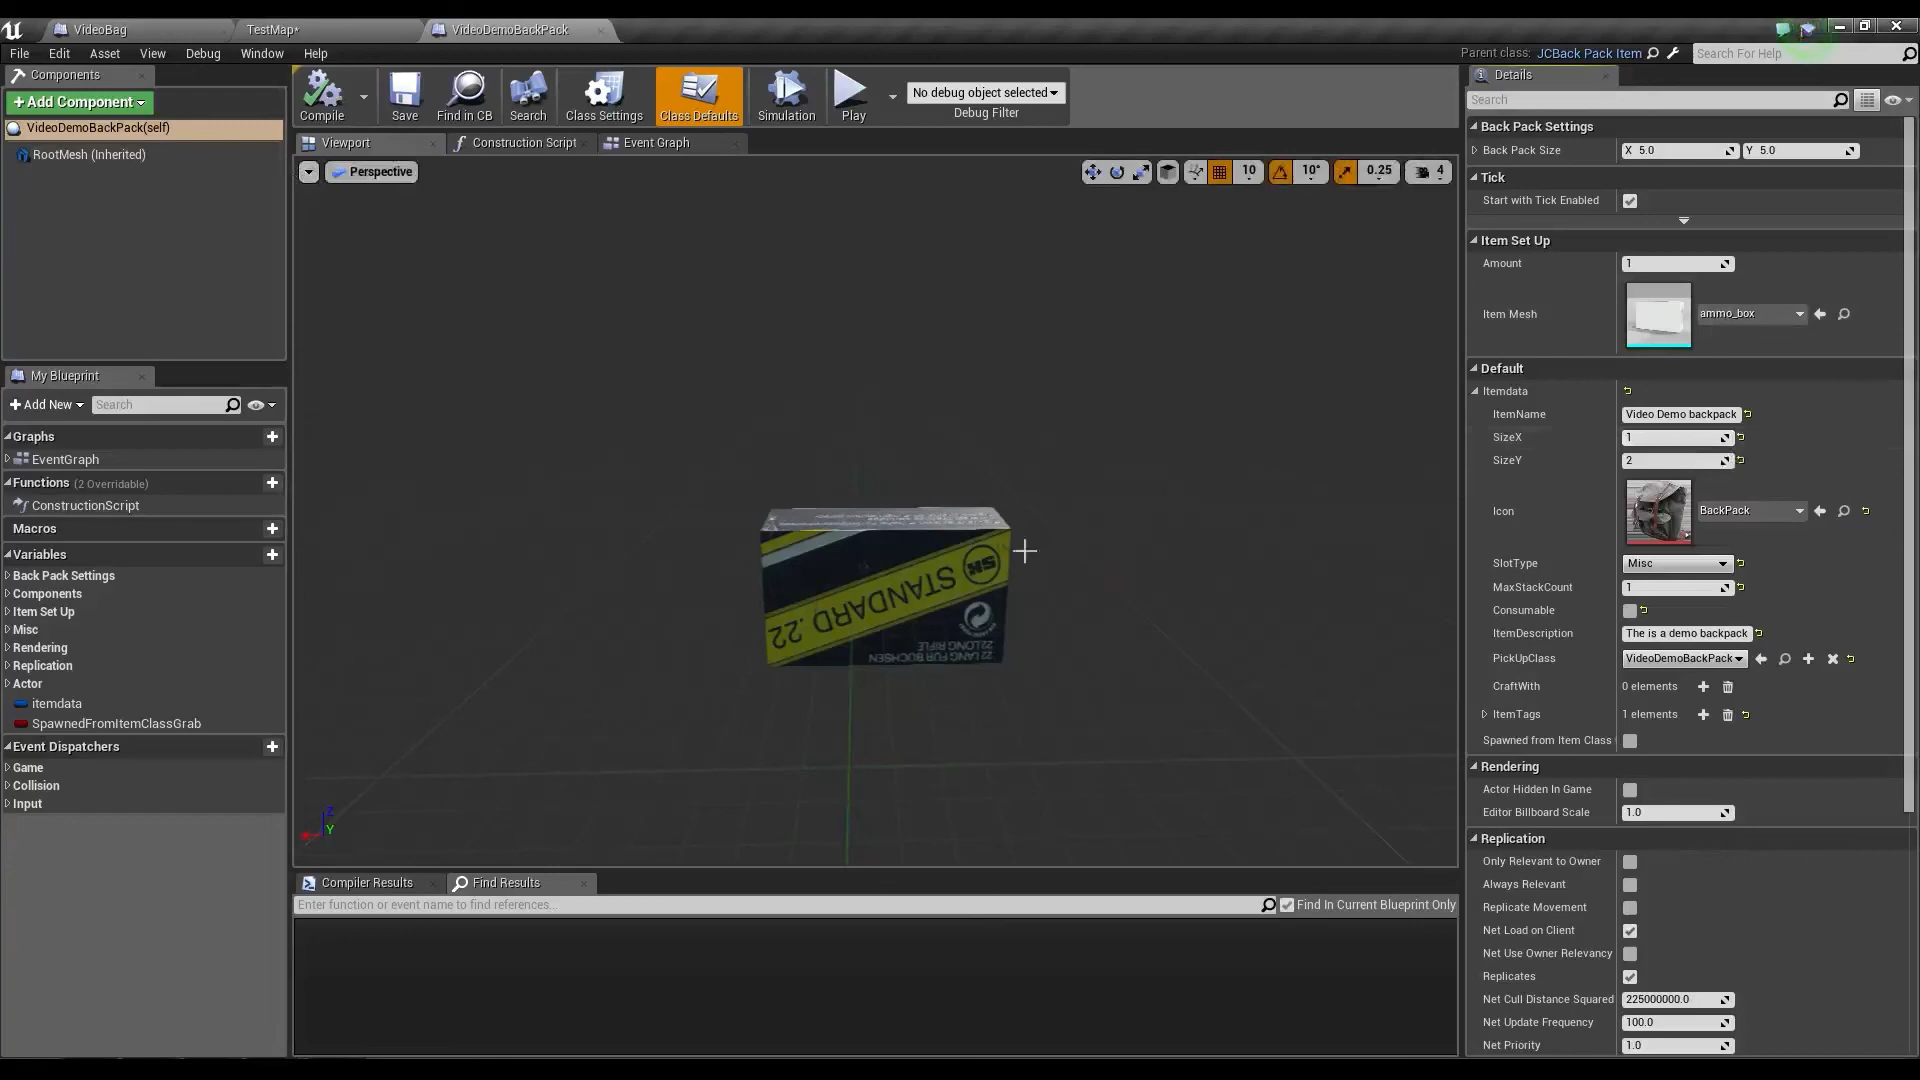 VideoBag
TestMap*
VideoDemoBackPack
File Edit Asset View Debug Window Help
Parent class: JCBack Pack Item
Search For Help
Components
+Add Component
VideoDemoBackPack(self)
RootMesh (Inherited)
Compile
Save
Find in CB
Search
Class Settings
Class Defaults
Simulation
Play
No debug object selected
Debug Filter
Viewport
Construction Script
Event Graph
Perspective
10
10°
0.25
4
STANDARD .22
22 LANG FUR BUCHSEN
22 LONG RIFLE
SK
Z
Y
My Blueprint
+Add New
Search
Graphs
EventGraph
Functions (2 Overridable)
ConstructionScript
Macros
Variables
Back Pack Settings
Components
Item Set Up
Misc
Rendering
Replication
Actor
itemdata
SpawnedFromItemClassGrab
Event Dispatchers
Game
Collision
Input
Compiler Results
Find Results
Enter function or event name to find references...
Find In Current Blueprint Only
Details
Search
Back Pack Settings
Back Pack Size X 5.0 Y 5.0
Tick
Start with Tick Enabled
Item Set Up
Amount 1
Item Mesh ammo_box
Default
Itemdata
ItemName Video Demo backpack
SizeX 1
SizeY 2
Icon BackPack
SlotType Misc
MaxStackCount 1
Consumable
ItemDescription The is a demo backpack
PickUpClass VideoDemoBackPack
CraftWith 0 elements
ItemTags 1 elements
Spawned from Item Class
Rendering
Actor Hidden In Game
Editor Billboard Scale 1.0
Replication
Only Relevant to Owner
Always Relevant
Replicate Movement
Net Load on Client
Net Use Owner Relevancy
Replicates
Net Cull Distance Squared 225000000.0
Net Update Frequency 100.0
Net Priority 1.0